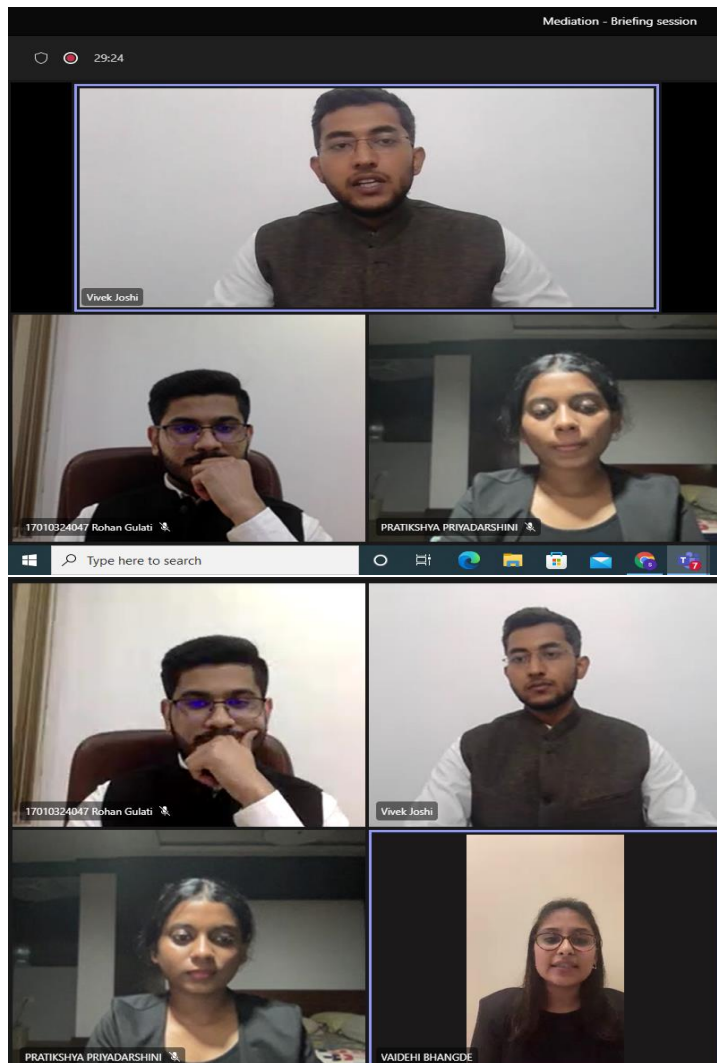 Mediation - Briefing session
29:24
Vivek Joshi
17010324047 Rohan Gulati
PRATIKSHYA PRIYADARSHINI
Type here to search
7
17010324047 Rohan Gulati
Vivek Joshi
PRATIKSHYA PRIYADARSHINI
VAIDEHI BHANGDE